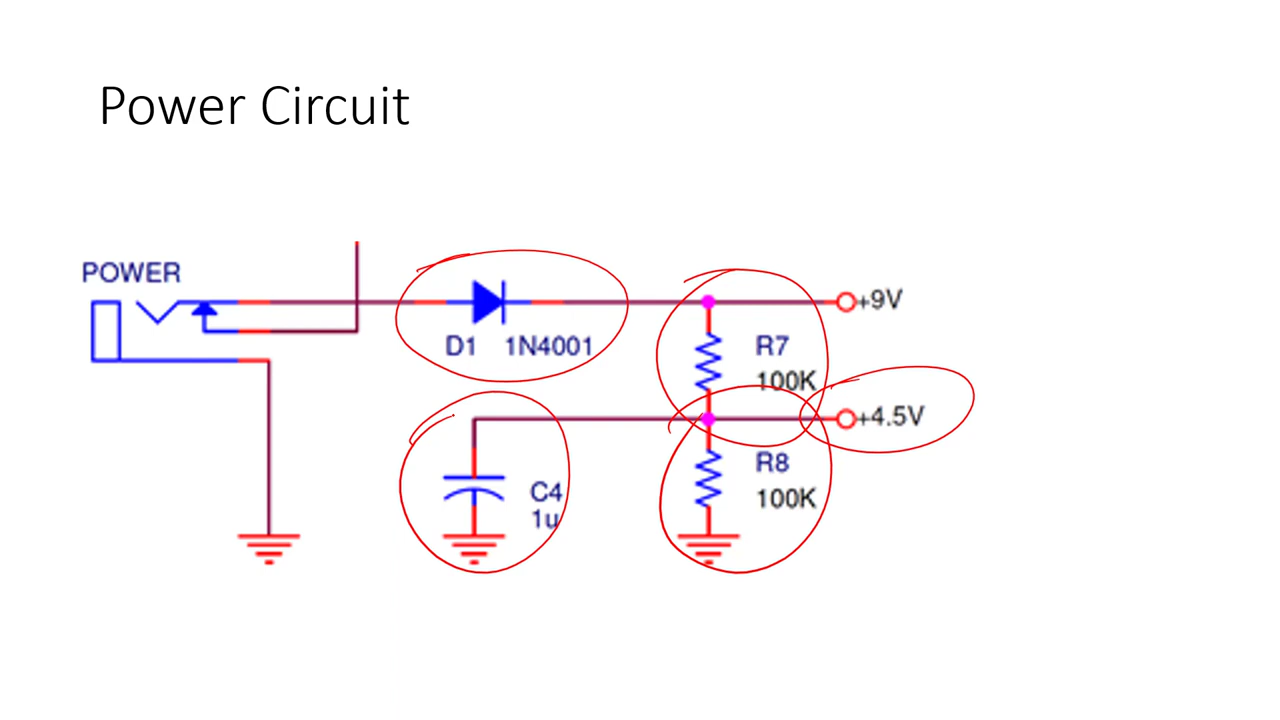 Power Circuit
POWER
+9V
D1 1N4001
R7
100K
+4.5V
R8
100K
C4
1u